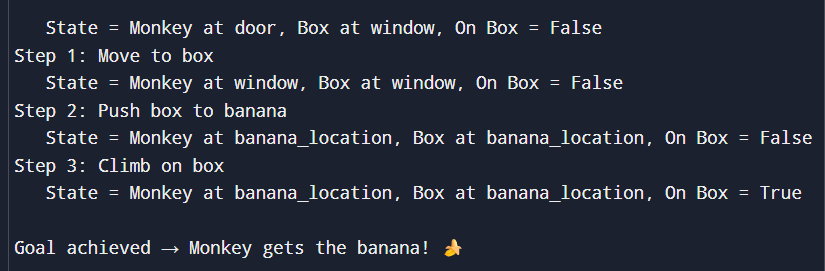 State = Monkey at door, Box at window, On Box = False
Step 1: Move to box
State = Monkey at window, Box at window, On Box = False
Step 2: Push box to banana
State = Monkey at banana_location, Box at banana_location, On Box = False
Step 3: Climb on box
State = Monkey at banana_location, Box at banana_location, On Box = True
Goal achieved → Monkey gets the banana! 🍌